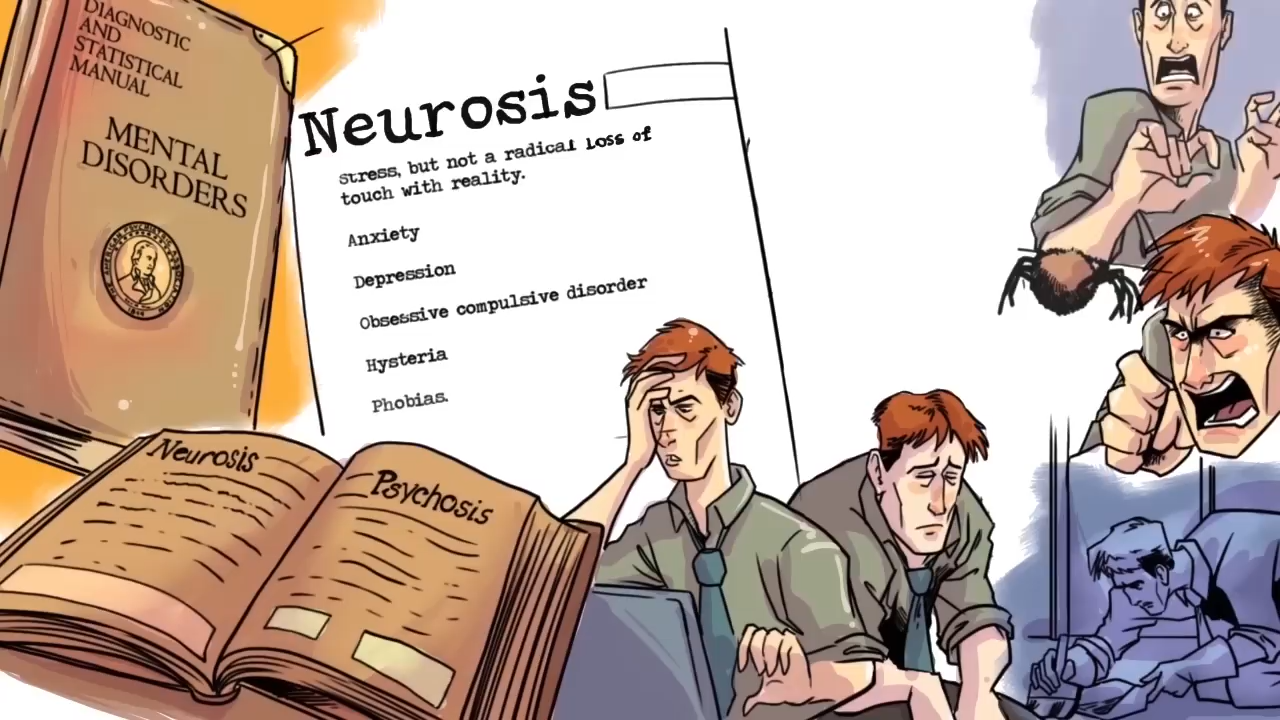 DIAGNOSTIC
AND
STATISTICAL
MANUAL
MENTAL
DISORDERS
Neurosis
stress, but not a radical loss of
touch with reality.
Anxiety
Depression
Obsessive compulsive disorder
Hysteria
Phobias.
Neurosis
Psychosis